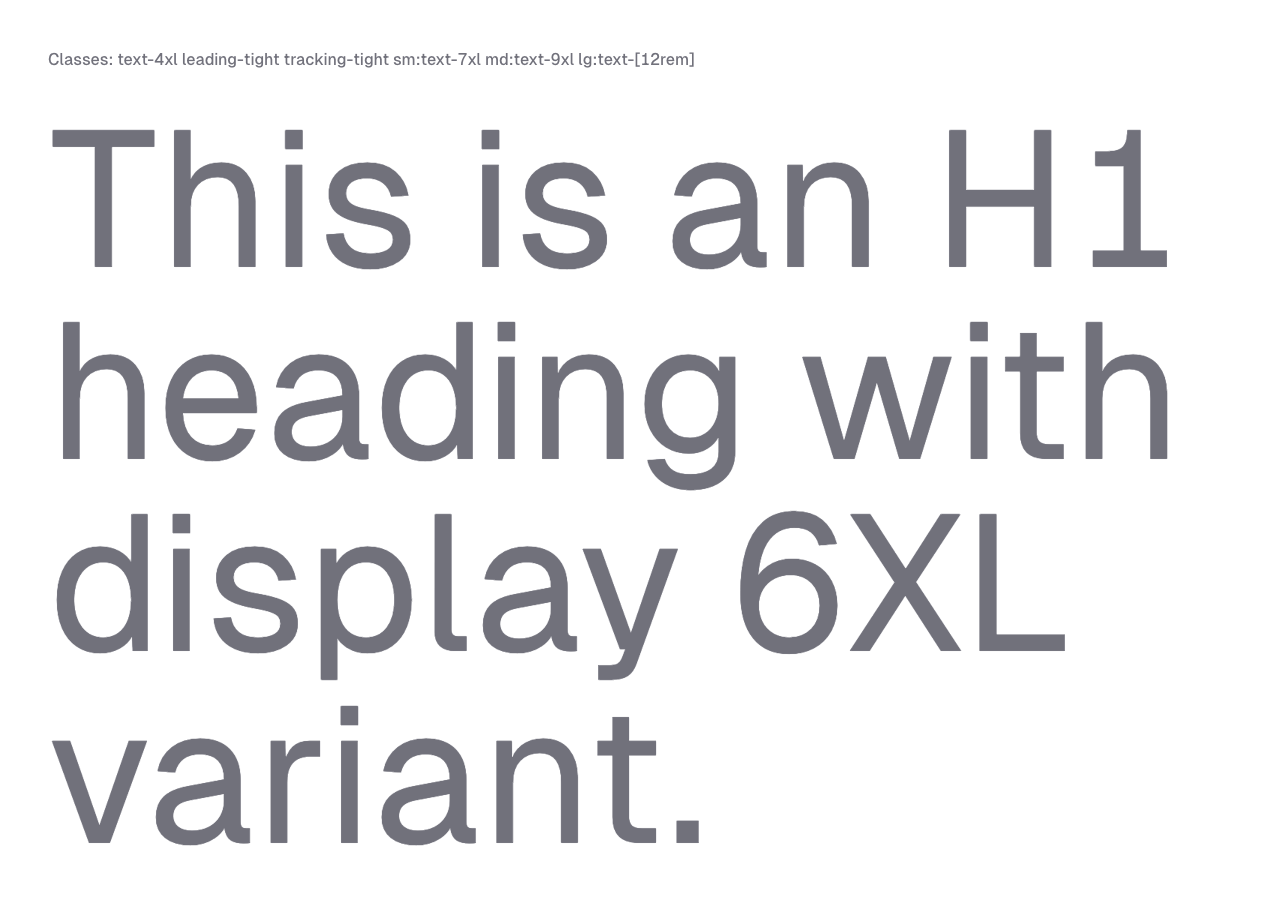 Classes: text-4xl leading-tight tracking-tight sm:text-7xl md:text-9xl lg:text-[12rem]
This is an H1
heading with
display 6XL
variant.